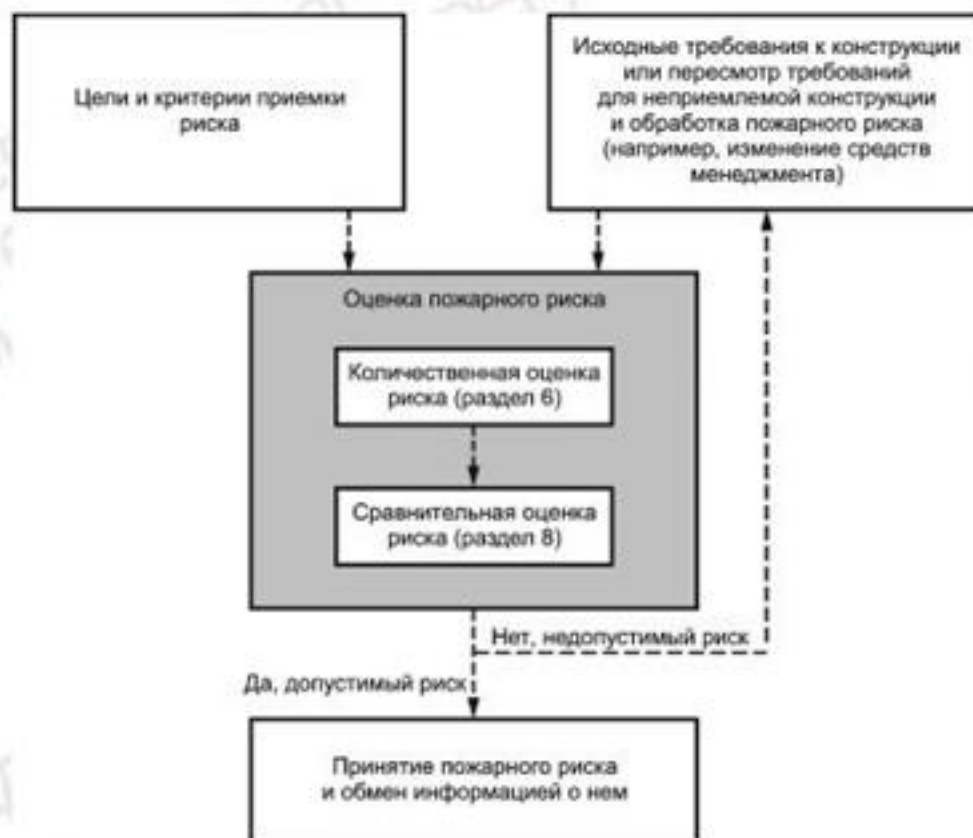 Цели и критерии приемки
риска
Исходные требования к конструкции
или пересмотр требований
для неприемлемой конструкции
и обработка пожарного риска
(например, изменение средств
менеджмента)
Оценка пожарного риска
Количественная оценка
риска (раздел 6)
Сравнительная оценка
риска (раздел 8)
Нет, недопустимый риск
Да, допустимый риск
Принятие пожарного риска
и обмен информацией о нем